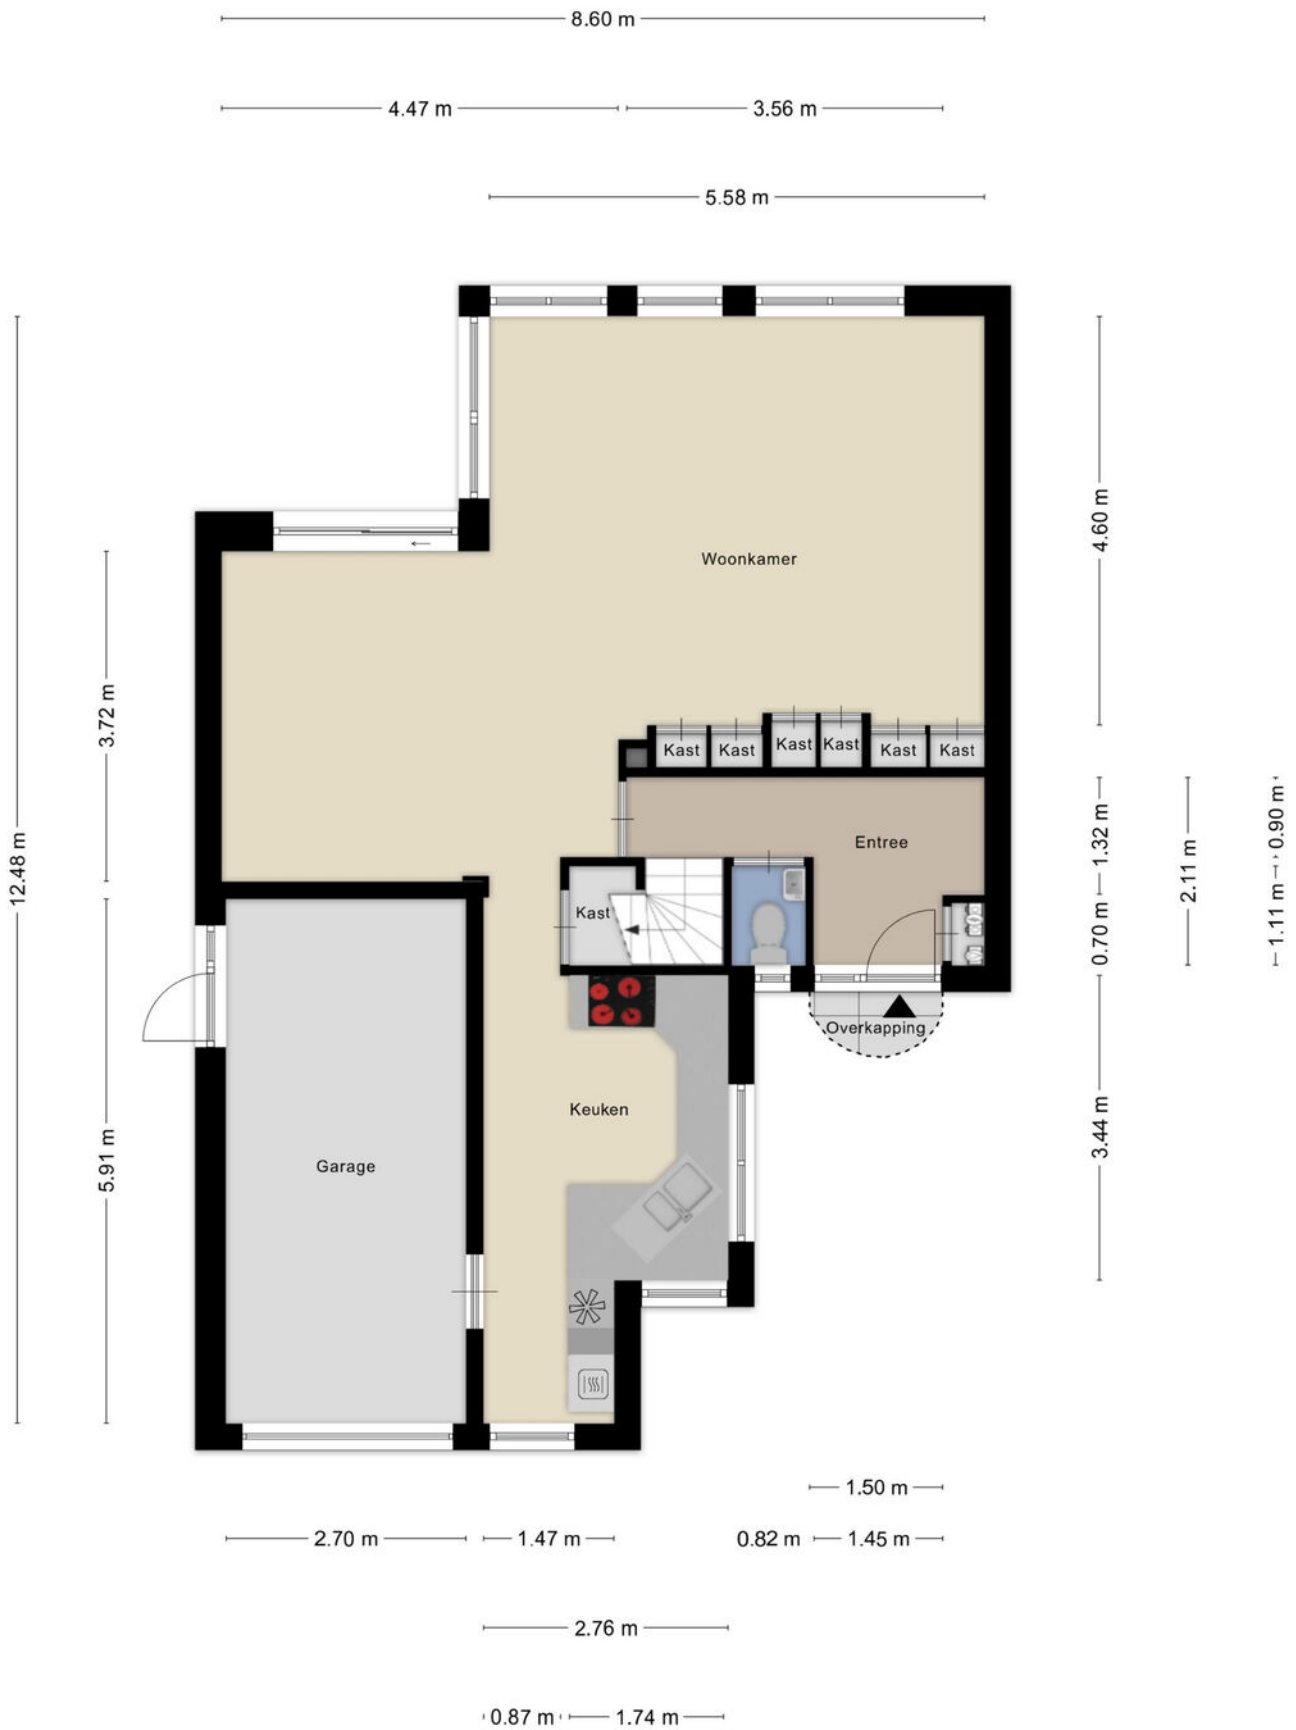 8.60 m
4.47 m
3.56 m
5.58 m
Woonkamer
4.60 m
3.72 m
12.48 m
Kast
Kast
Kast
Kast
Kast
Kast
Entree
1.32 m
2.11 m
0.90 m
1.11 m
Kast
0.70 m
Overkapping
Keuken
3.44 m
5.91 m
Garage
1.50 m
2.70 m
1.47 m
0.82 m
1.45 m
2.76 m
0.87 m
1.74 m